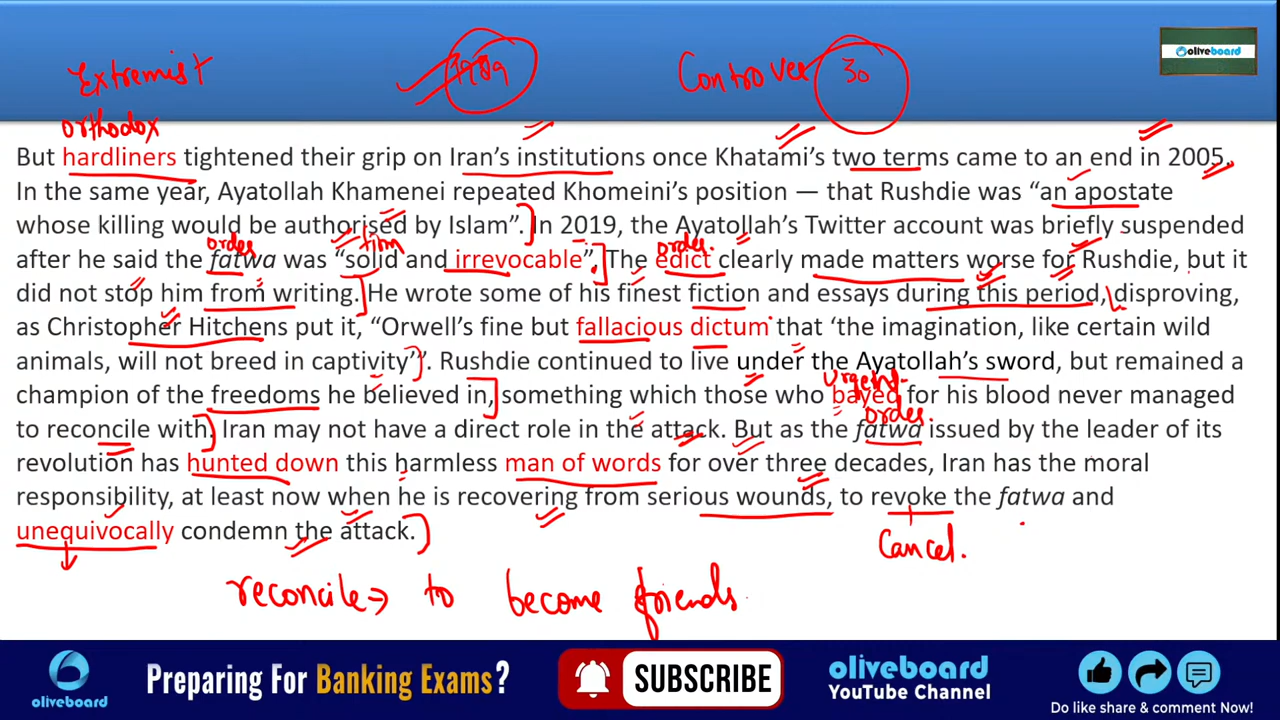 Extremist 1989 Controver 30
oliveboard
orthodox
But hardliners tightened their grip on Iran's institutions once Khatami's two terms came to an end in 2005.
In the same year, Ayatollah Khamenei repeated Khomeini's position — that Rushdie was “an apostate
whose killing would be authorised by Islam”. In 2019, the Ayatollah's Twitter account was briefly suspended
order firm order.
after he said the fatwa was “solid and irrevocable”. The edict clearly made matters worse for Rushdie, but it
did not stop him from writing. He wrote some of his finest fiction and essays during this period, disproving,
as Christopher Hitchens put it, “Orwell's fine but fallacious dictum that ‘the imagination, like certain wild
animals, will not breed in captivity’”. Rushdie continued to live under the Ayatollah's sword, but remained a
champion of the freedoms he believed in, something which those who bayed for his blood never managed
order.
to reconcile with. Iran may not have a direct role in the attack. But as the fatwa issued by the leader of its
revolution has hunted down this harmless man of words for over three decades, Iran has the moral
responsibility, at least now when he is recovering from serious wounds, to revoke the fatwa and
unequivocally condemn the attack.
Cancel.
reconcile → to become friends.
oliveboard
Preparing For Banking Exams?
SUBSCRIBE
oliveboard
YouTube Channel
Do like share & comment Now!